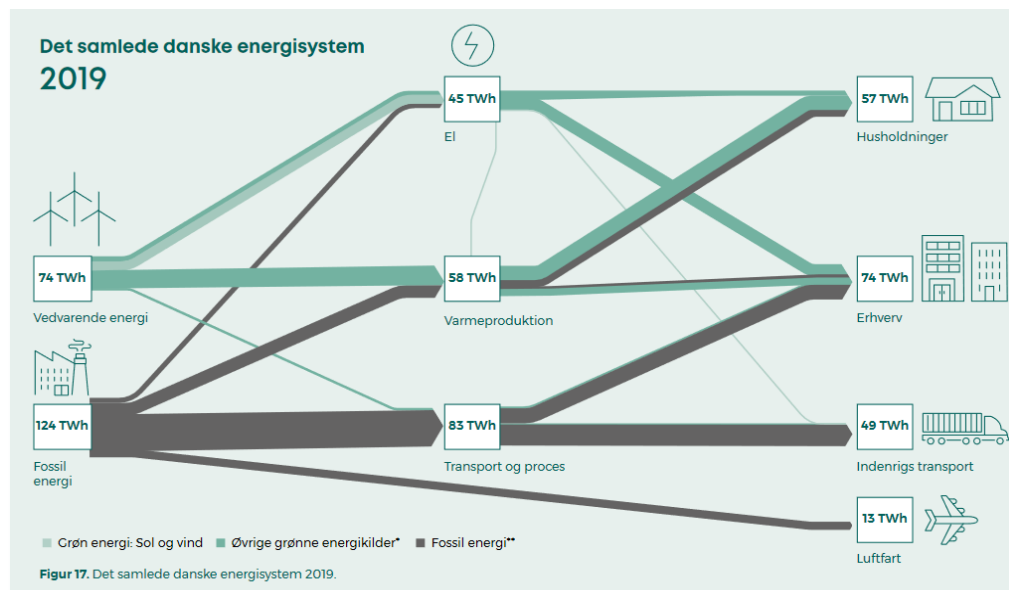 Det samlede danske energisystem
2019
45 TWh
El
57 TWh
Husholdninger
74 TWh
Vedvarende energi
58 TWh
Varmeproduktion
74 TWh
Erhverv
124 TWh
Fossil
energi
83 TWh
Transport og proces
49 TWh
Indenrigs transport
13 TWh
Luftfart
Grøn energi: Sol og vind
Øvrige grønne energikilder*
Fossil energi**
Figur 17. Det samlede danske energisystem 2019.